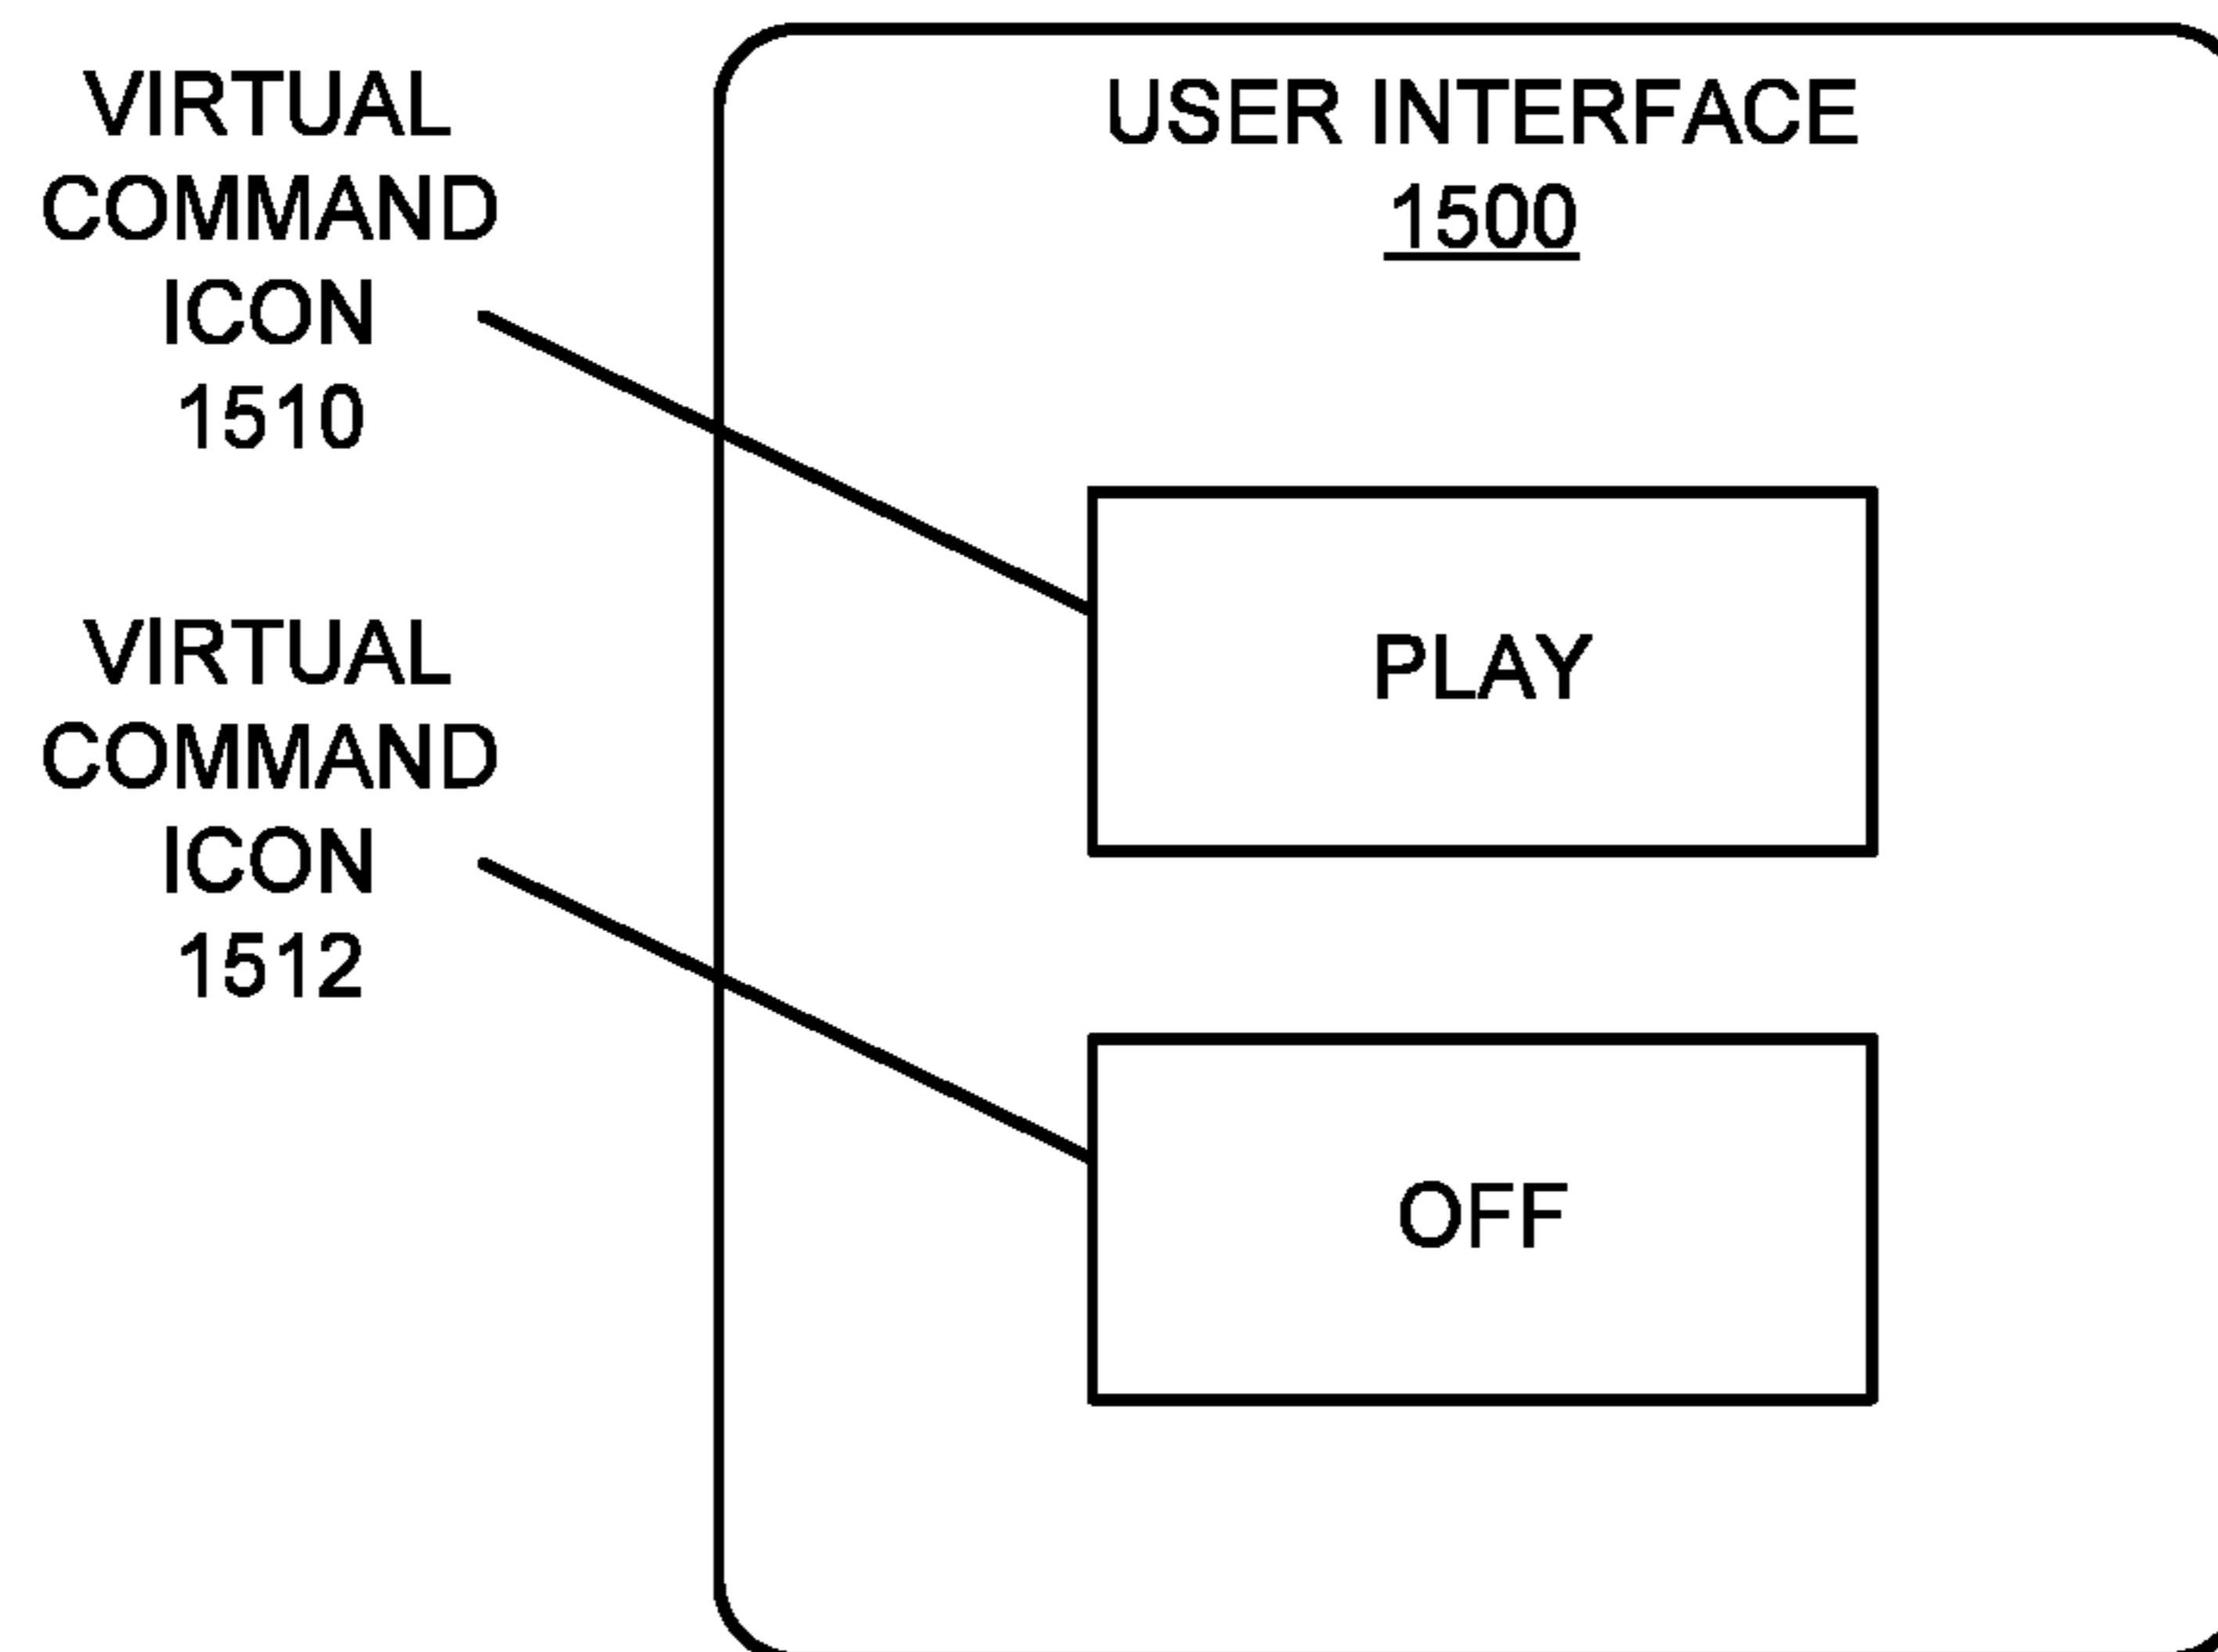 VIRTUAL
COMMAND
ICON
1510
VIRTUAL
COMMAND
ICON
1512
USER INTERFACE
1500
PLAY
OFF